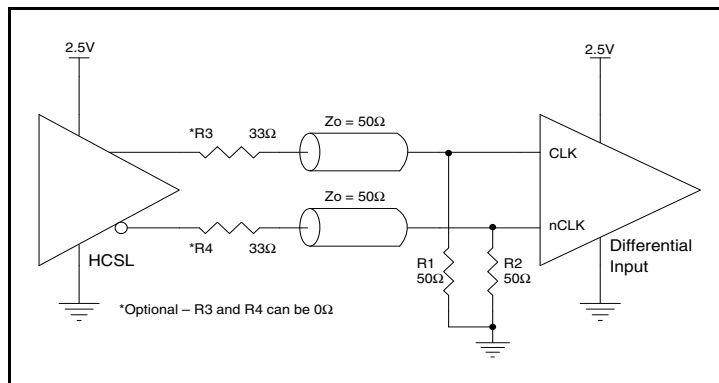 2.5V
2.5V
*R3 33Ω
Zo = 50Ω
CLK
Zo = 50Ω
nCLK
*R4 33Ω
HCSL
R1
50Ω
R2
50Ω
Differential
Input
*Optional – R3 and R4 can be 0Ω